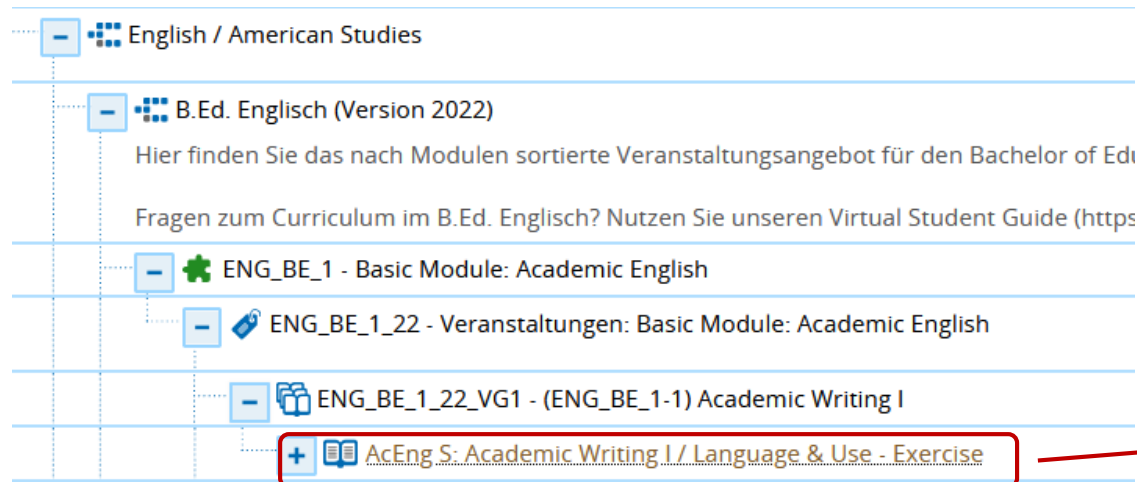 English / American Studies
B.Ed. Englisch (Version 2022)
Hier finden Sie das nach Modulen sortierte Veranstaltungsangebot für den Bachelor of
Fragen zum Curriculum im B.Ed. Englisch? Nutzen Sie unseren Virtual Student Guide (https
ENG_BE_1 - Basic Module: Academic English
ENG_BE_1_22 - Veranstaltungen: Basic Module: Academic English
ENG_BE_1_22_VG1 - (ENG_BE_1-1) Academic Writing I
AcEng S: Academic Writing I / Language & Use - Exercise